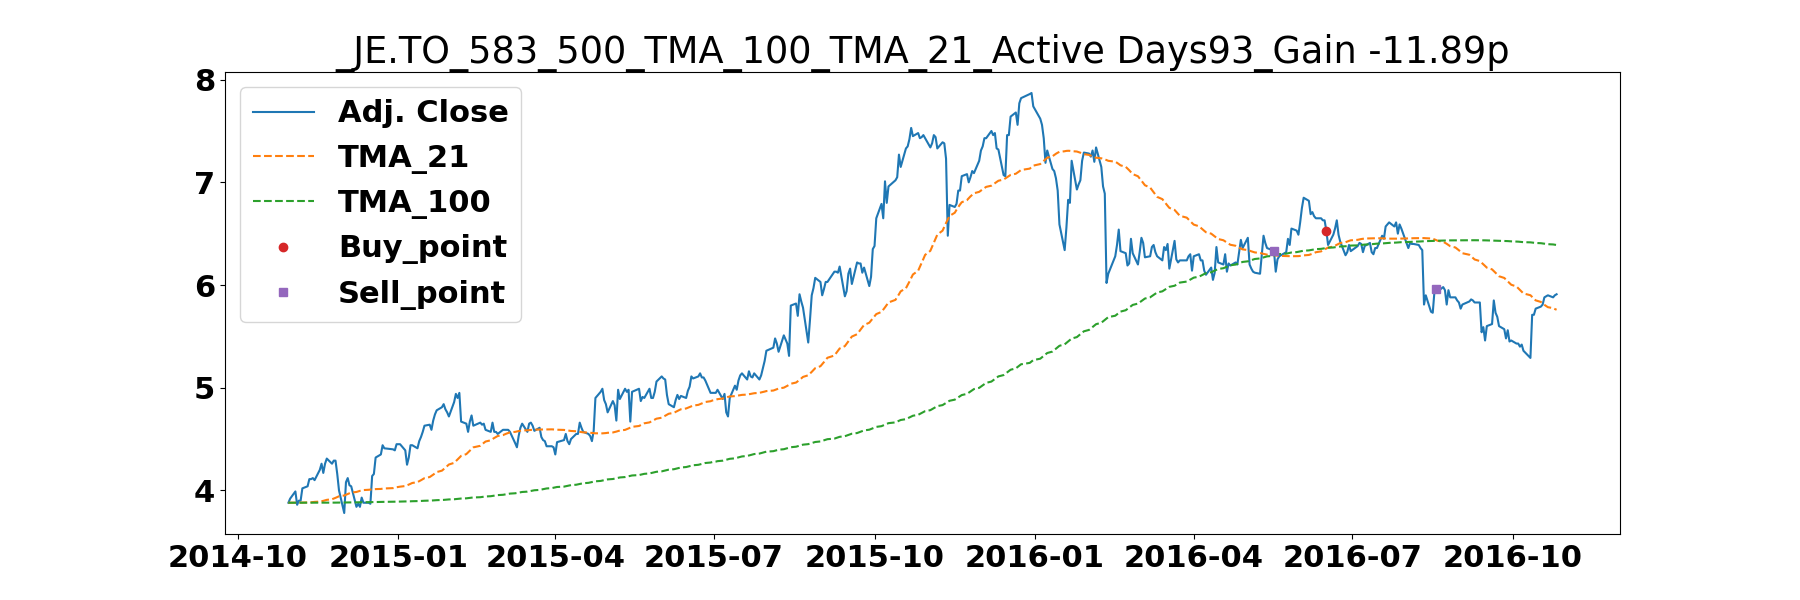 _JE.TO_583_500_TMA_100_TMA_21_Active Days93_Gain -11.89p
8
7
6
5
4
Adj. Close
TMA_21
TMA_100
Buy_point
Sell_point
2014-10 2015-01 2015-04 2015-07 2015-10 2016-01 2016-04 2016-07 2016-10